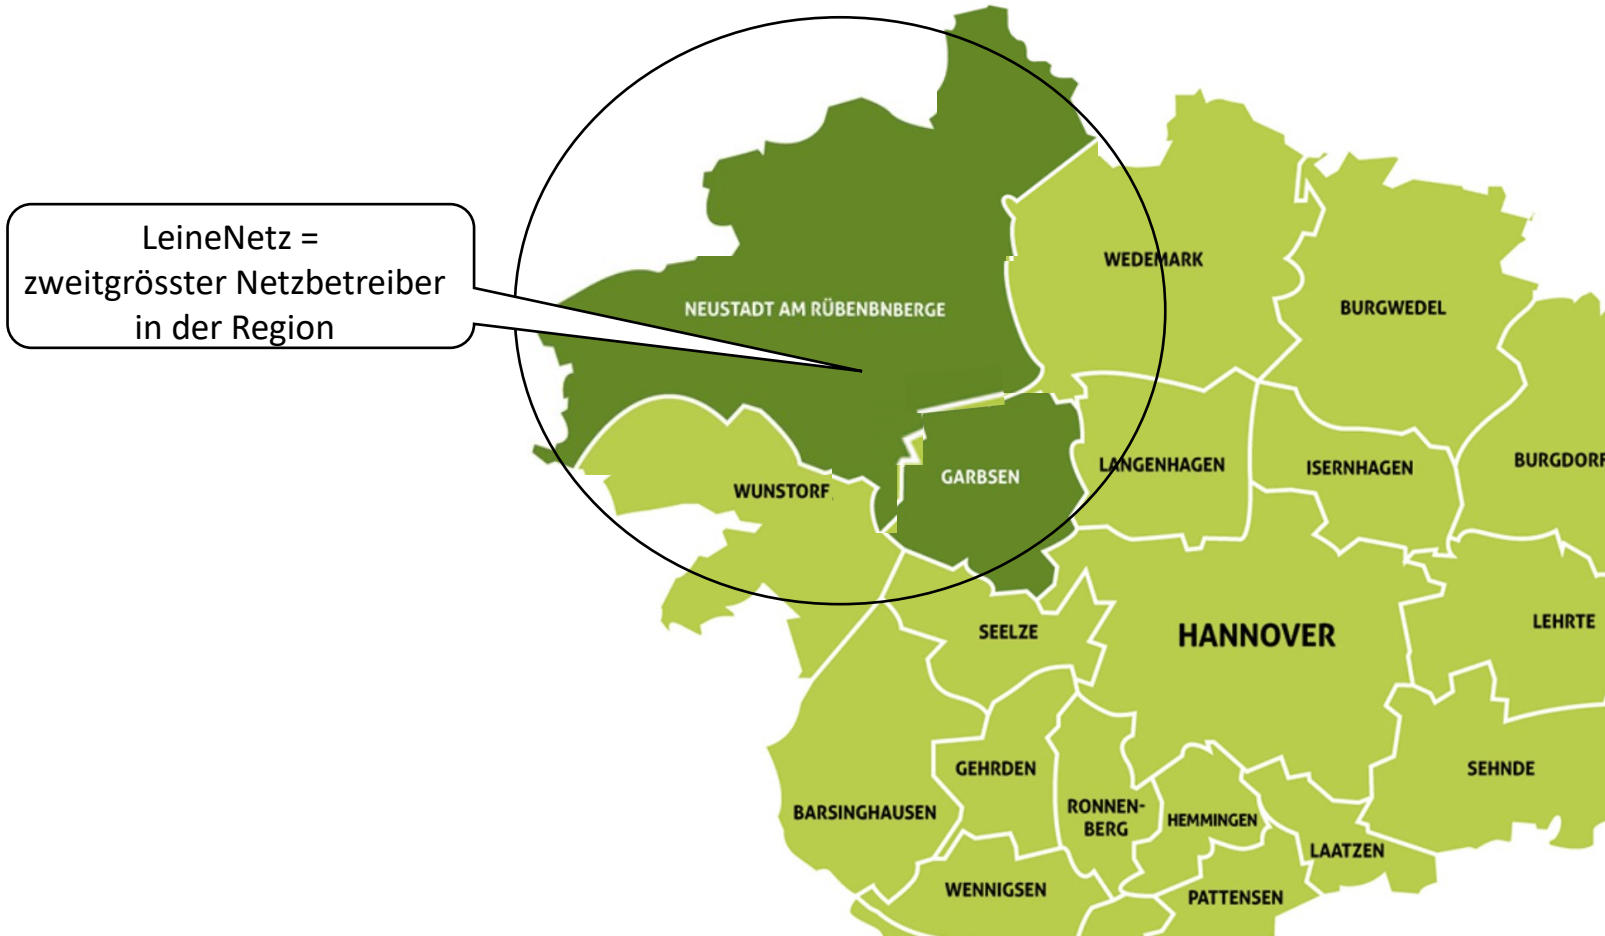 LeineNetz =
zweitgrösster Netzbetreiber
in der Region
NEUSTADT AM RÜBENBNBERGE
WEDEMARK
BURGWEDEL
WUNSTORF
GARBSEN
LANGENHAGEN
ISERNHAGEN
BURGDORF
SEELZE
HANNOVER
LEHRTE
GEHRDEN
BARSINGHAUSEN
RONNEN-
BERG
HEMMINGEN
SEHNDE
LAATZEN
WENNIGSEN
PATTENSEN